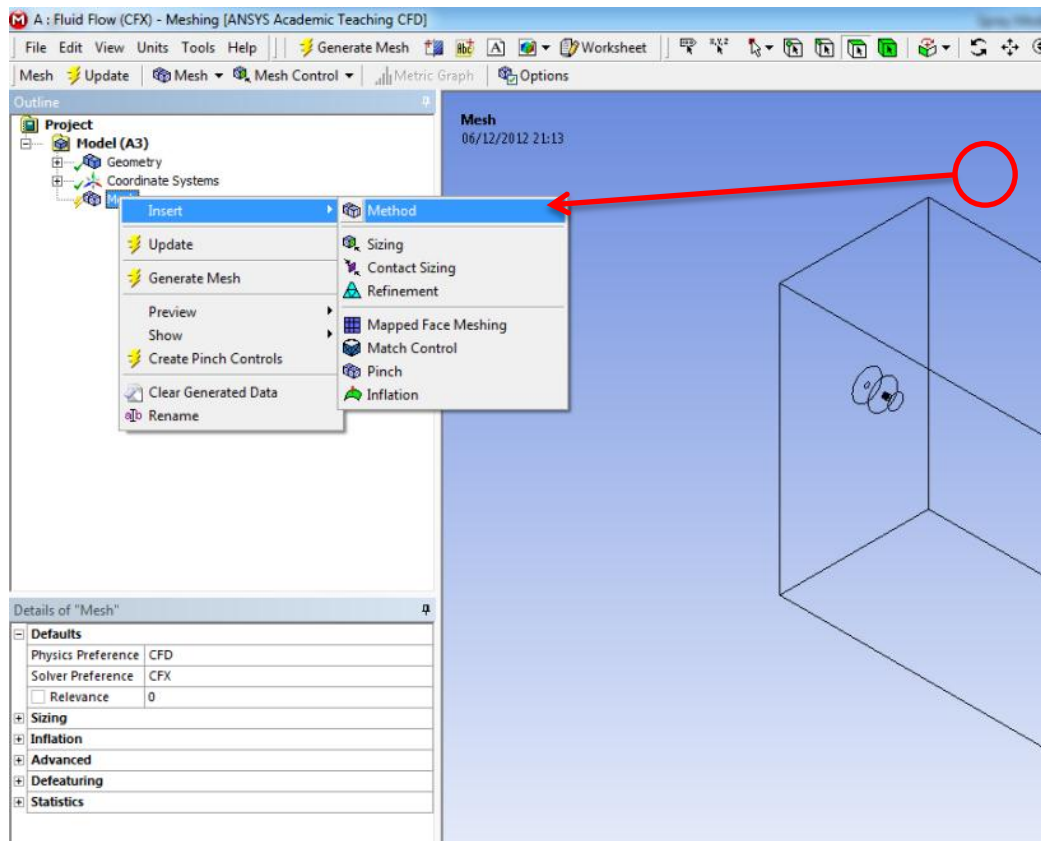 A : Fluid Flow (CFX) - Meshing [ANSYS Academic Teaching CFD]
File Edit View Units Tools Help Generate Mesh Worksheet
Mesh Update Mesh Mesh Control Metric Graph Options
Outline
Project
Model (A3)
Geometry
Coordinate Systems
Insert
Update
Generate Mesh
Preview
Show
Create Pinch Controls
Clear Generated Data
Rename
Method
Sizing
Contact Sizing
Refinement
Mapped Face Meshing
Match Control
Pinch
Inflation
Mesh
06/12/2012 21:13
Details of "Mesh"
Defaults
Physics Preference CFD
Solver Preference CFX
Relevance 0
Sizing
Inflation
Advanced
Defeaturing
Statistics